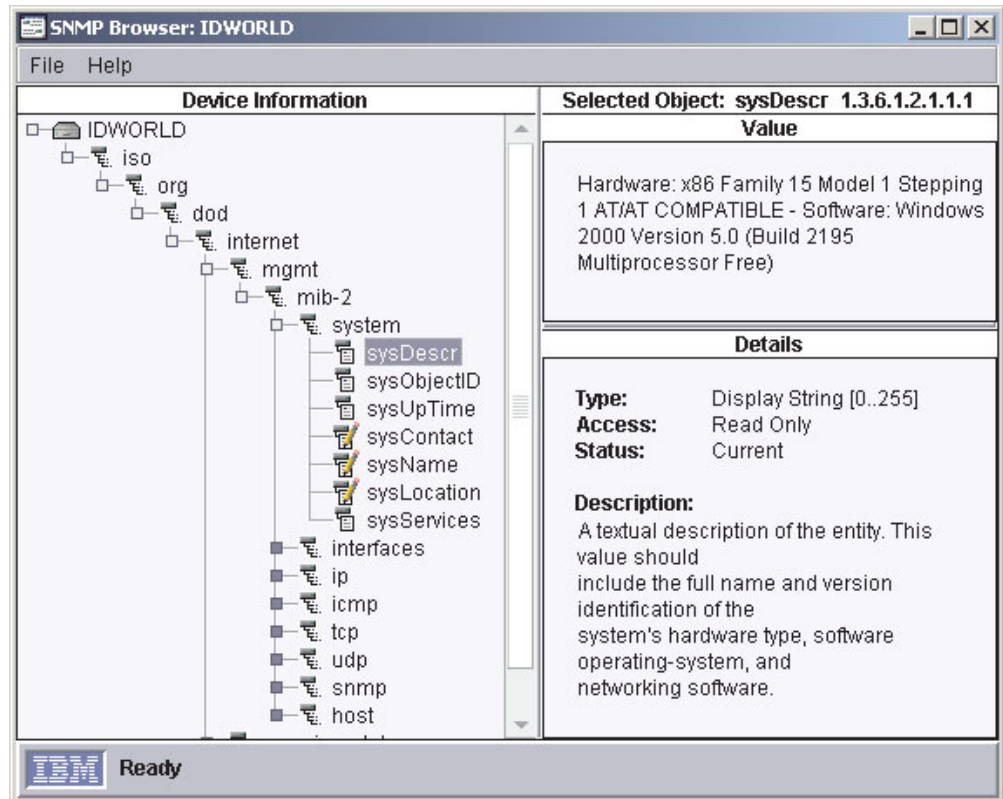 SNMP Browser: IDWORLD
File Help
Device Information
IDWORLD
iso
org
dod
internet
mgmt
mib-2
system
sysDescr
sysObjectID
sysUpTime
sysContact
sysName
sysLocation
sysServices
interfaces
ip
icmp
tcp
udp
snmp
host
Selected Object: sysDescr 1.3.6.1.2.1.1.1
Value
Hardware: x86 Family 15 Model 1 Stepping
1 AT/AT COMPATIBLE - Software: Windows
2000 Version 5.0 (Build 2195
Multiprocessor Free)
Details
Type: Display String [0..255]
Access: Read Only
Status: Current
Description:
A textual description of the entity. This
value should
include the full name and version
identification of the
system's hardware type, software
operating-system, and
networking software.
IBM Ready